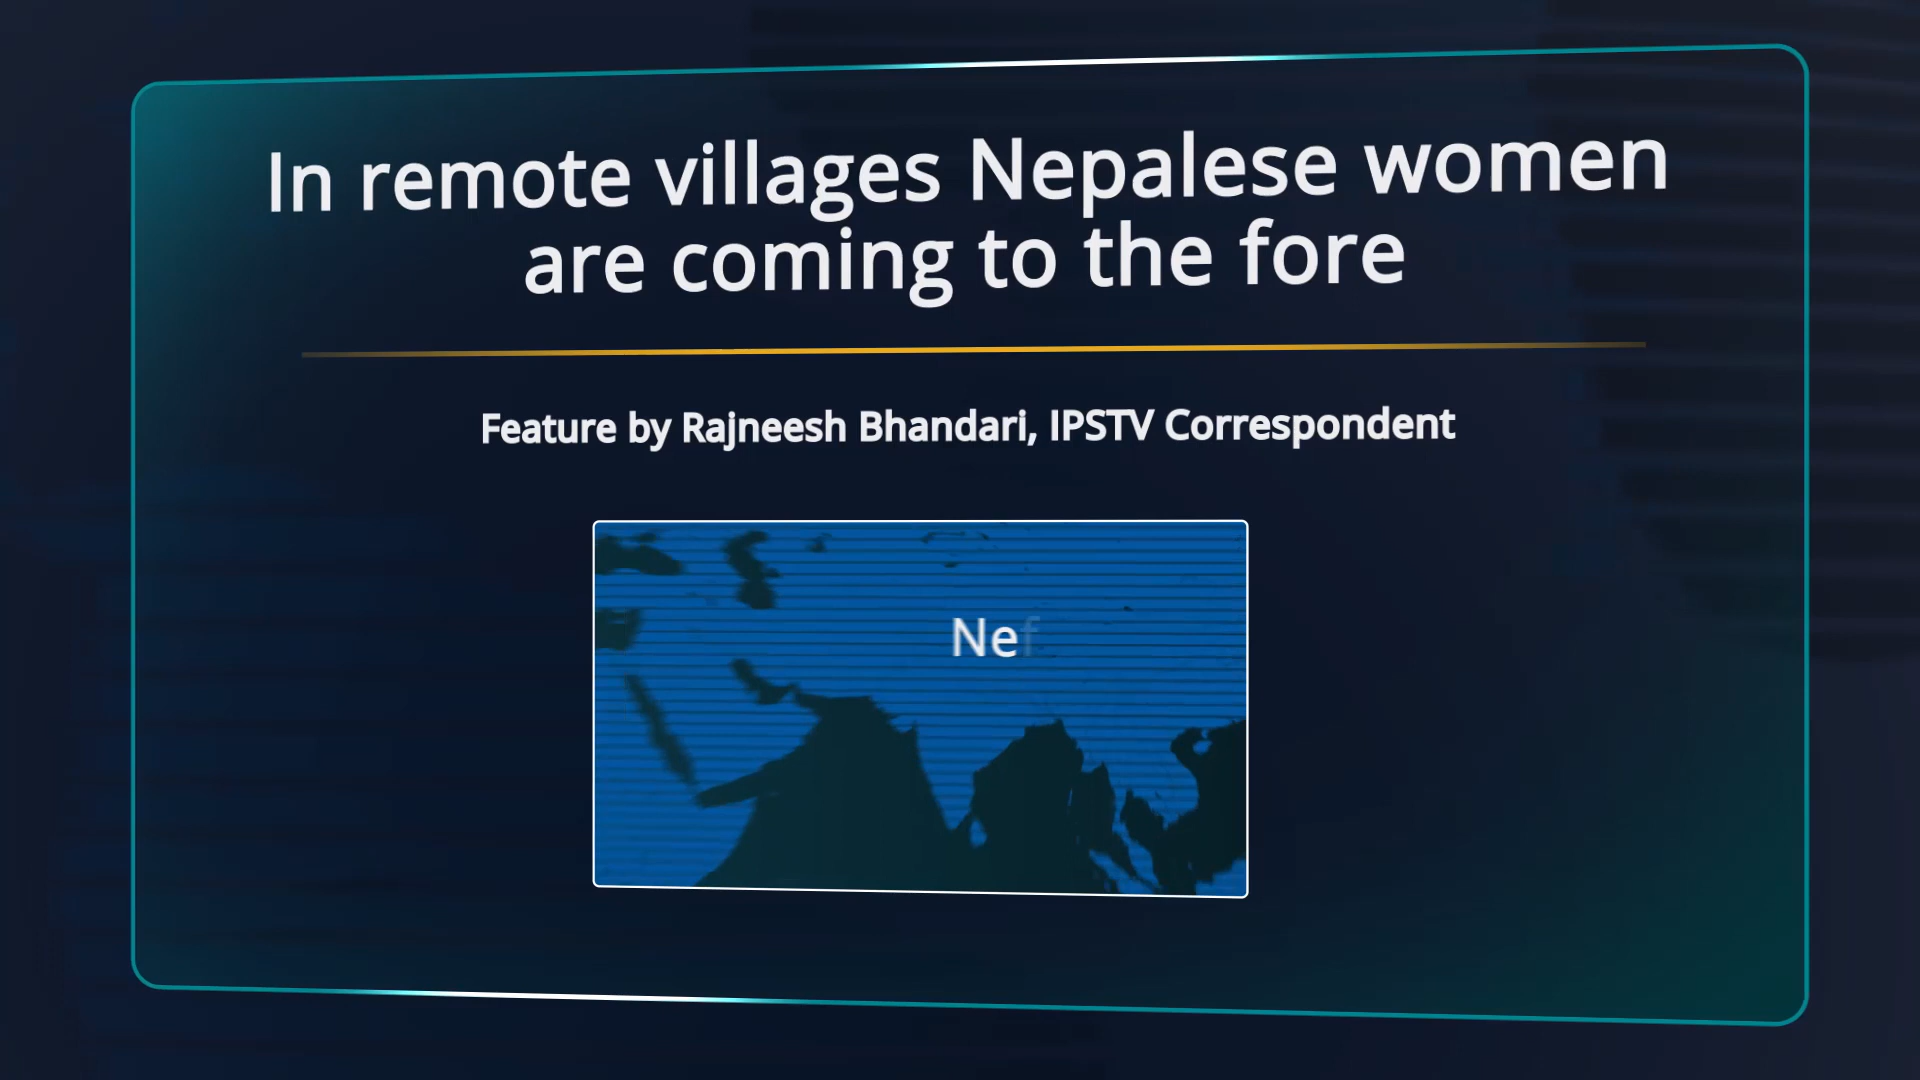 In remote villages Nepalese women
are coming to the fore
Feature by Rajneesh Bhandari, IPSTV Correspondent
Ne